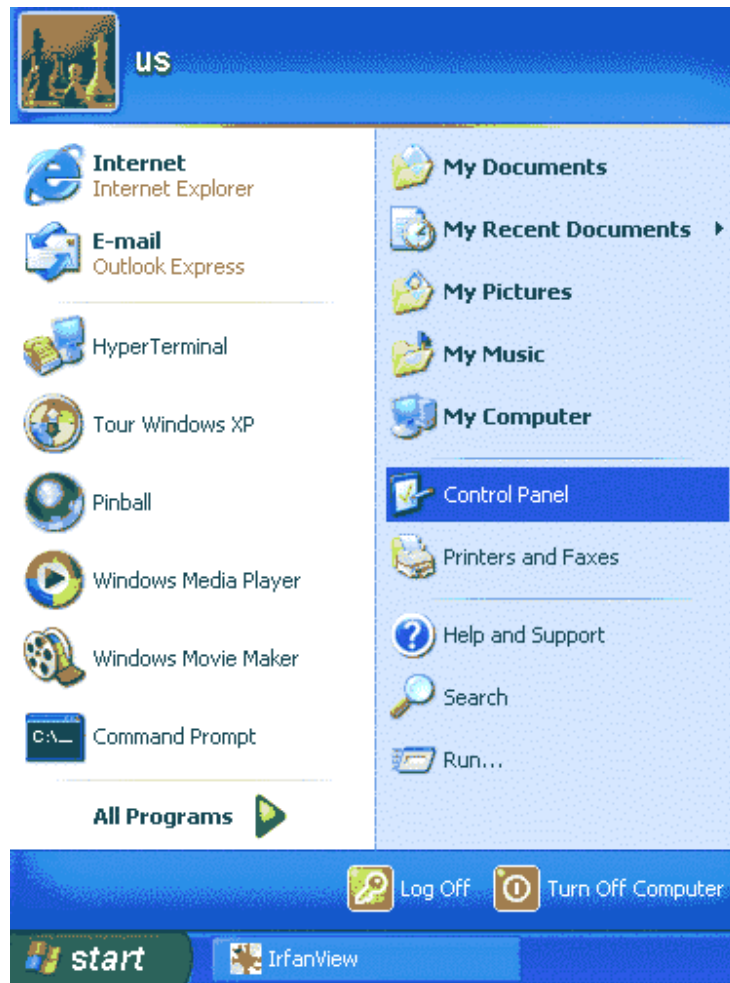 us
Internet
Internet Explorer
E-mail
Outlook Express
HyperTerminal
Tour Windows XP
Pinball
Windows Media Player
Windows Movie Maker
C:\_
Command Prompt
All Programs
My Documents
My Recent Documents
My Pictures
My Music
My Computer
Control Panel
Printers and Faxes
Help and Support
Search
Run...
Log Off
Turn Off Computer
start
IrfanView